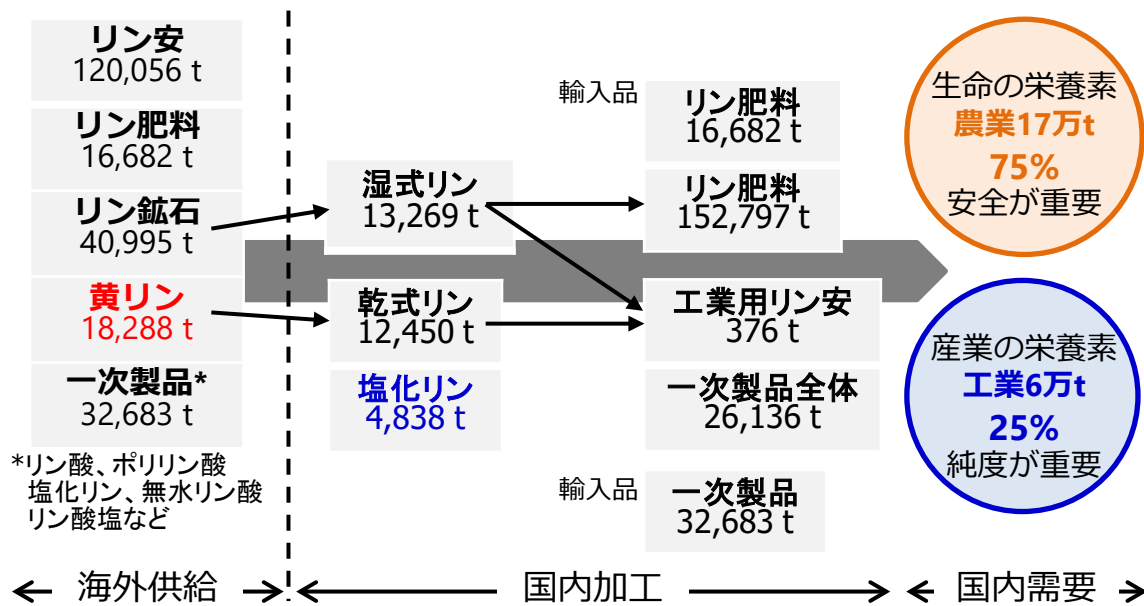 リン安
120,056 t
リン肥料
16,682 t
リン鉱石
40,995 t
黄リン
18,288 t
一次製品*
32,683 t
*リン酸、ポリリン酸
塩化リン、無水リン酸
リン酸塩など
湿式リン
13,269 t
乾式リン
12,450 t
塩化リン
4,838 t
輸入品
リン肥料
16,682 t
リン肥料
152,797 t
工業用リン安
376 t
一次製品全体
26,136 t
輸入品
一次製品
32,683 t
生命の栄養素
農業17万t
75%
安全が重要
産業の栄養素
工業6万t
25%
純度が重要
海外供給
国内加工
国内需要